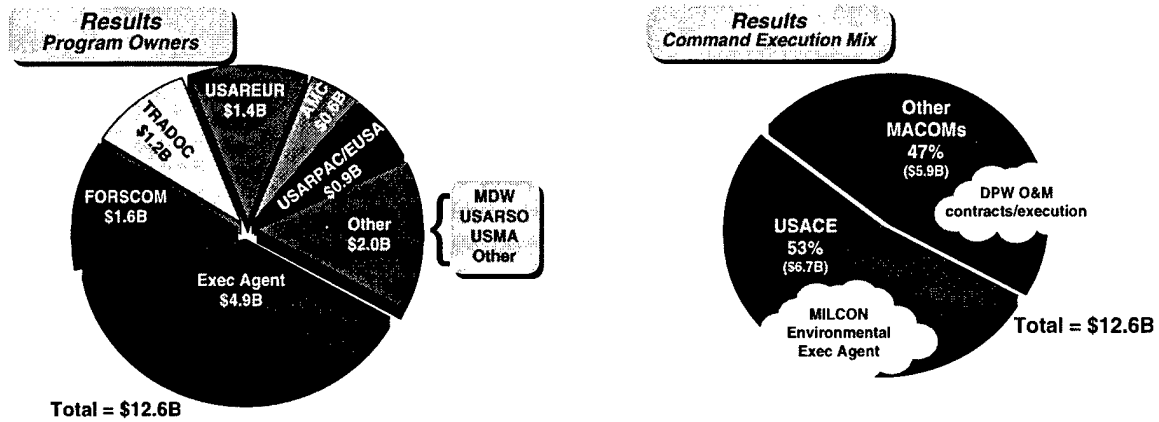 Results
Program Owners
USAREUR
$1.4B
AMC
$0.6B
TRADOC
$1.2B
USARPAC/EUSA
$0.9B
FORSCOM
$1.6B
Other
$2.0B
MDW
USARSO
USMA
Other
Exec Agent
$4.9B
Total = $12.6B
Results
Command Execution Mix
Other
MACOMs
47%
($5.9B)
DPW O&M
contracts/execution
USACE
53%
($6.7B)
MILCON
Environmental
Exec Agent
Total = $12.6B